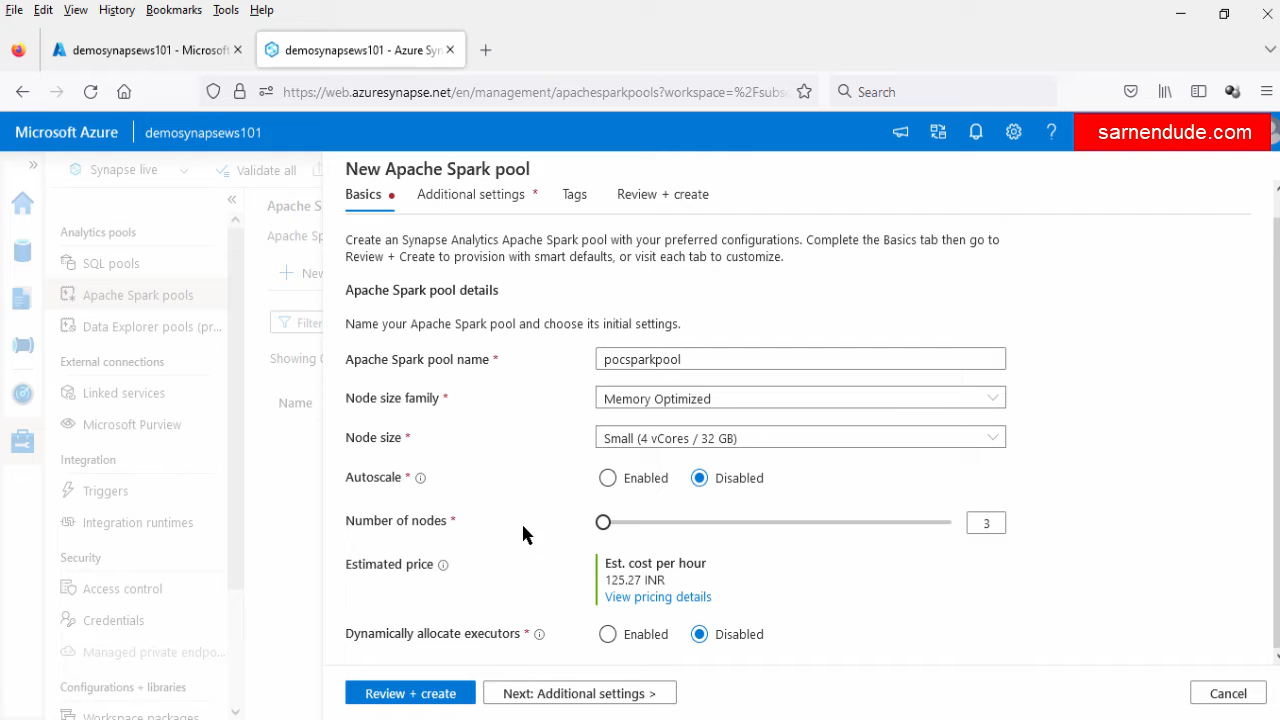 File Edit View History Bookmarks Tools Help
demosynapsews101 - Microsoft
demosynapsews101 - Azure Syn
https://web.azuresynapse.net/en/management/apachesparkpools?workspace=%2Fsubs
Search
Microsoft Azure
demosynapsews101
sarnendude.com
Synapse live
Validate all
Analytics pools
SQL pools
Apache Spark pools
Data Explorer pools (pr...
External connections
Linked services
Microsoft Purview
Integration
Triggers
Integration runtimes
Security
Access control
Credentials
Managed private endpo...
Configurations + libraries
Workspace packages
Apache S
Apache Sp
New
Filter
Showing
Name
New Apache Spark pool
Basics Additional settings * Tags Review + create
Create an Synapse Analytics Apache Spark pool with your preferred configurations. Complete the Basics tab then go to
Review + Create to provision with smart defaults, or visit each tab to customize.
Apache Spark pool details
Name your Apache Spark pool and choose its initial settings.
Apache Spark pool name * pocsparkpool
Node size family * Memory Optimized
Node size * Small (4 vCores / 32 GB)
Autoscale * Enabled Disabled
Number of nodes * 3
Estimated price Est. cost per hour
125.27 INR
View pricing details
Dynamically allocate executors * Enabled Disabled
Review + create Next: Additional settings > Cancel